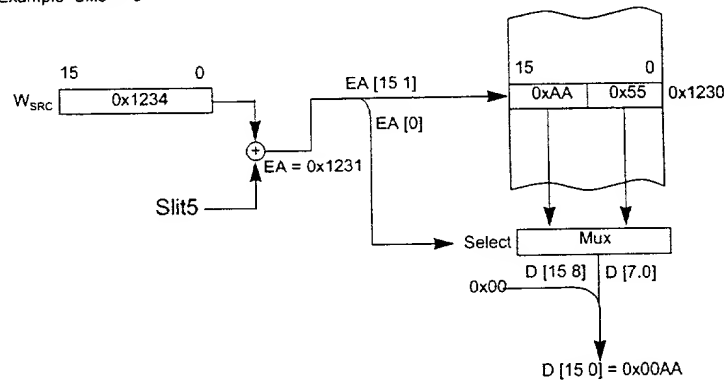 15 0
W_SRC 0x1234
EA [15 1]
EA [0]
EA = 0x1231
Slit5
15 0
0xAA 0x55 0x1230
Select Mux
D [15 8] D [7.0]
0x00
D [15 0] = 0x00AA